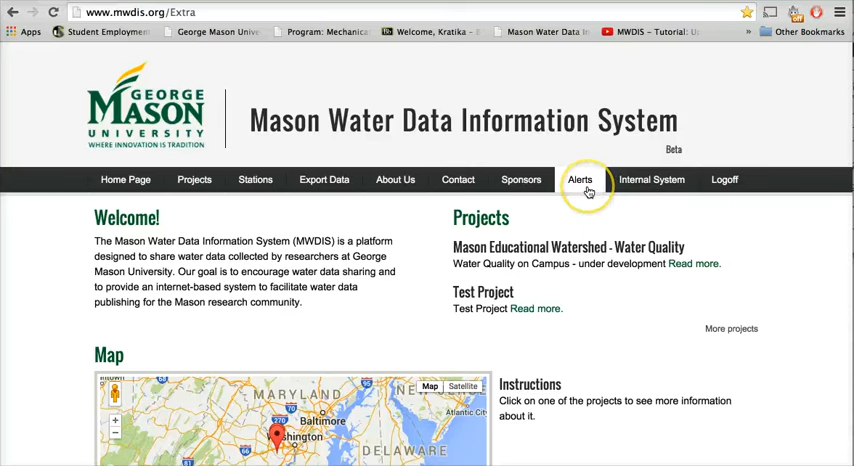 www.mwdis.org/Extra
Apps Student Employment George Mason Univ Program: Mechanica Welcome, Kratika – Mason Water Data In MWDIS – Tutorial: U » Other Bookmarks
off
GEORGE
MASON
UNIVERSITY
WHERE INNOVATION IS TRADITION
Mason Water Data Information System
Beta
Home Page Projects Stations Export Data About Us Contact Sponsors Alerts Internal System Logoff
Welcome!
The Mason Water Data Information System (MWDIS) is a platform
designed to share water data collected by researchers at George
Mason University. Our goal is to encourage water data sharing and
to provide an internet-based system to facilitate water data
publishing for the Mason research community.
Projects
Mason Educational Watershed - Water Quality
Water Quality on Campus - under development Read more.
Test Project
Test Project Read more.
More projects
Map
Map Satellite
MARYLAND
NEW
95
70
270
Baltimore
Washington
Atlantic City
66
DELAWARE
Instructions
Click on one of the projects to see more information
about it.